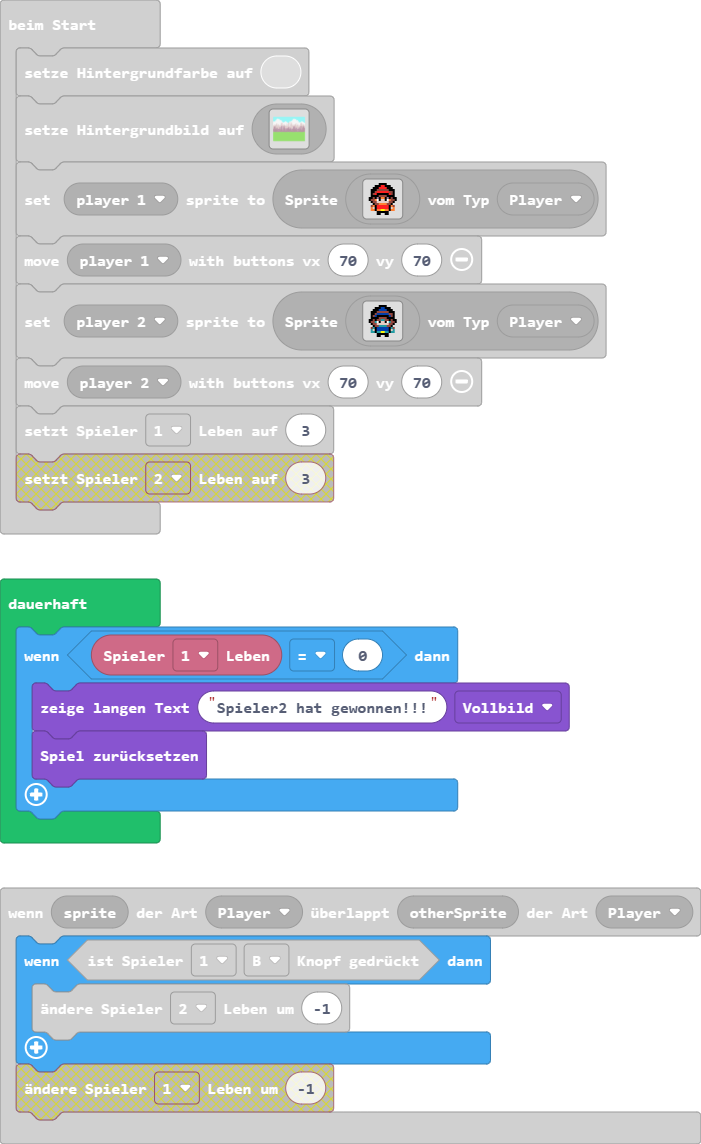 beim Start
setze Hintergrundfarbe auf
setze Hintergrundbild auf
set player 1 sprite to Sprite vom Typ Player
move player 1 with buttons vx 70 vy 70
set player 2 sprite to Sprite vom Typ Player
move player 2 with buttons vx 70 vy 70
setzt Spieler 1 Leben auf 3
setzt Spieler 2 Leben auf 3
dauerhaft
wenn Spieler 1 Leben = 0 dann
zeige langen Text "Spieler2 hat gewonnen!!!" Vollbild
Spiel zurücksetzen
wenn sprite der Art Player überlappt otherSprite der Art Player
wenn ist Spieler 1 B Knopf gedrückt dann
ändere Spieler 2 Leben um -1
ändere Spieler 1 Leben um -1